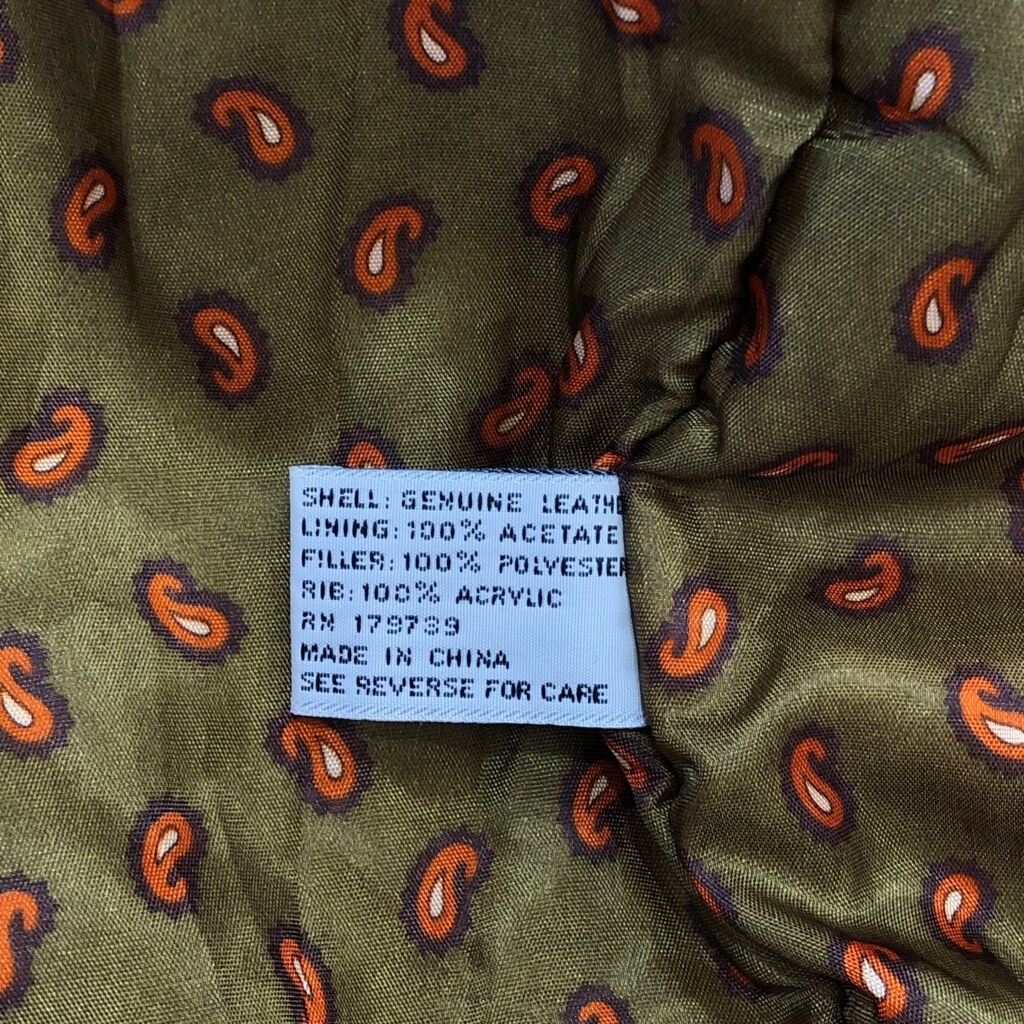 SHELL: GENUINE LEATHE
LINING: 100% ACETATE
FILLER: 100% POLYESTER
RIB: 100% ACRYLIC
RN 179739
MADE IN CHINA
SEE REVERSE FOR CARE